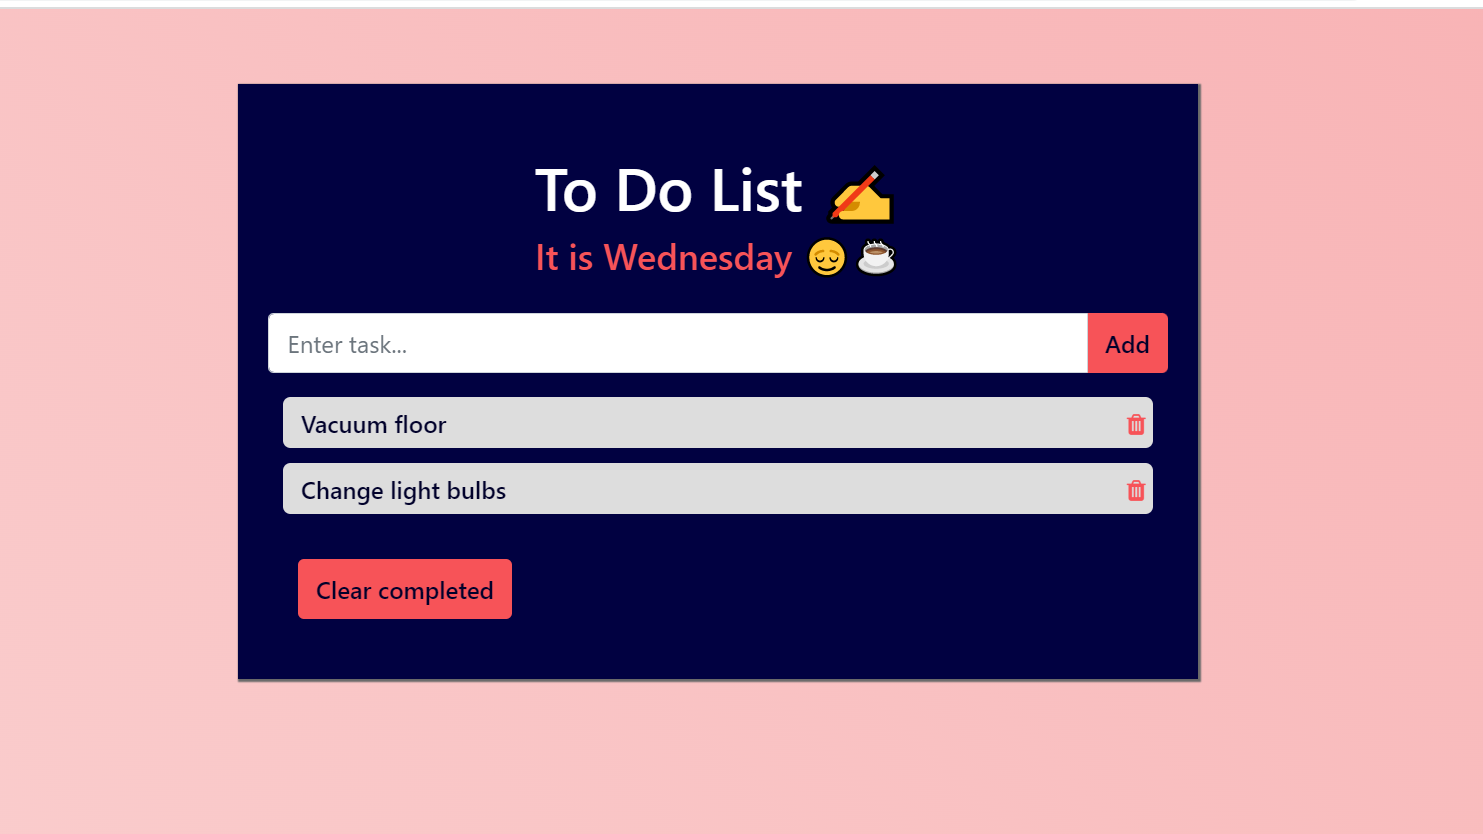 To Do List ✍️
It is Wednesday 😌☕
Enter task...
Add
Vacuum floor
Change light bulbs
Clear completed